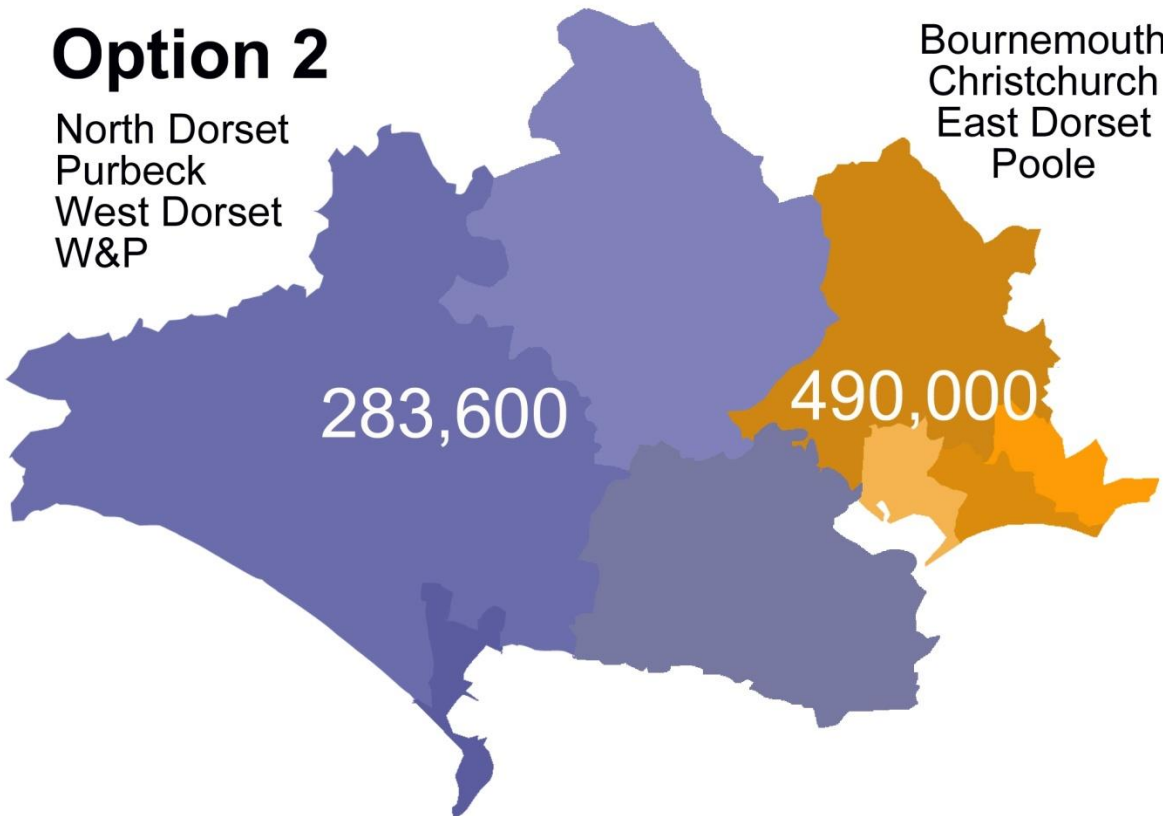 Option 2
North Dorset
Purbeck
West Dorset
W&P
Bournemouth
Christchurch
East Dorset
Poole
283,600
490,000